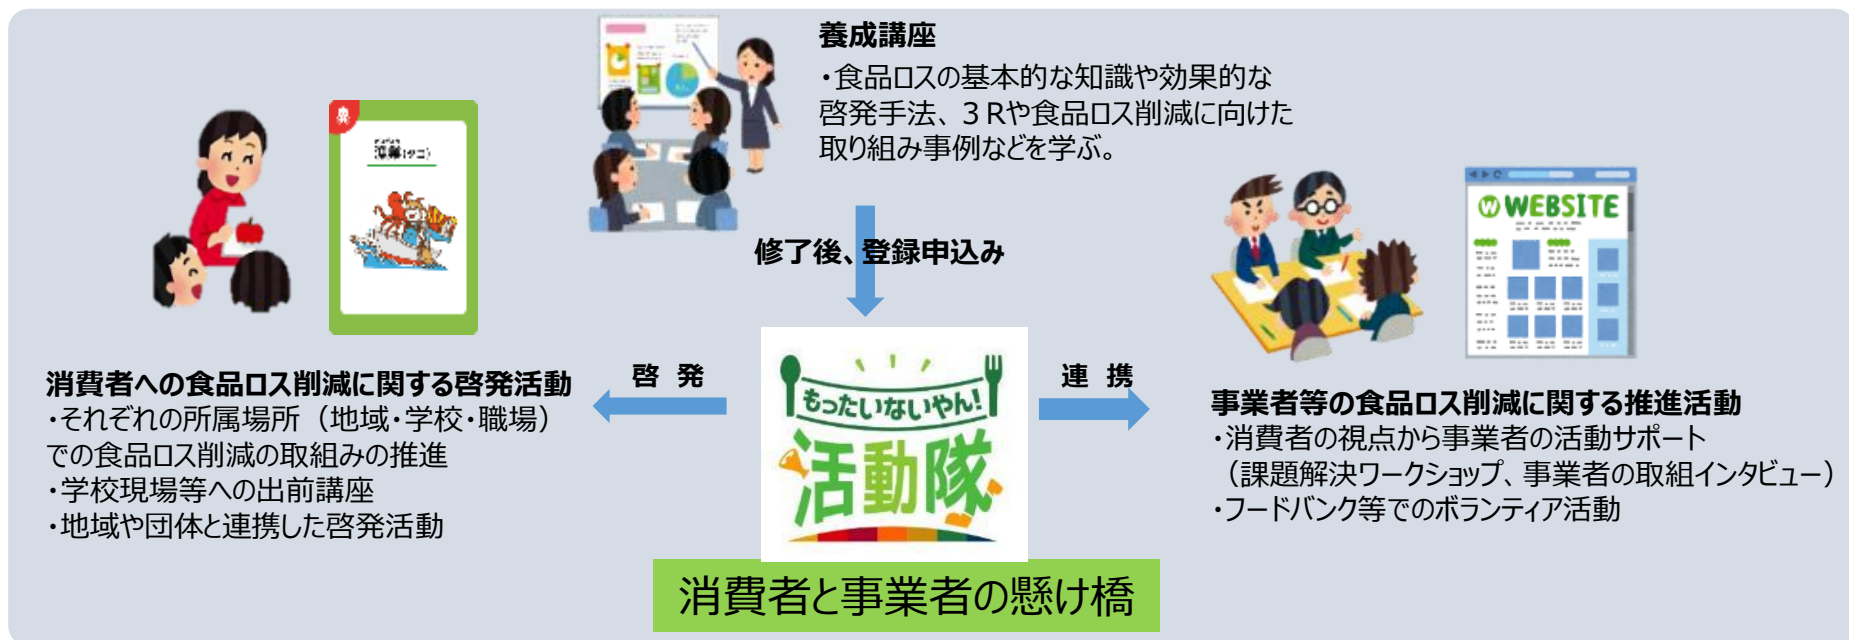 養成講座
・食品ロスの基本的な知識や効果的な
啓発手法、３Rや食品ロス削減に向けた
取り組み事例などを学ぶ。
(タコ)
WEBSITE
修了後、登録申込み
啓 発
もったいないやん!
活動隊
連 携
消費者への食品ロス削減に関する啓発活動
・それぞれの所属場所（地域・学校・職場）
での食品ロス削減の取組みの推進
・学校現場等への出前講座
・地域や団体と連携した啓発活動
事業者等の食品ロス削減に関する推進活動
・消費者の視点から事業者の活動サポート
（課題解決ワークショップ、事業者の取組インタビュー）
・フードバンク等でのボランティア活動
消費者と事業者の懸け橋